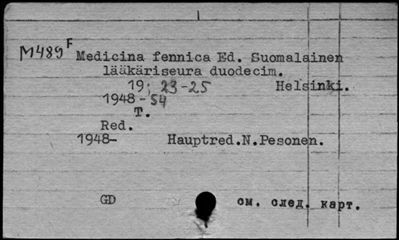 M489F
Medicina fennica Ed. Suomalainen
lääkäriseura duodecim.
19, 23-25 Helsinki.
1948-54
T.
Red.
1948- Hauptred.N.Pesonen.
GD см. след. карт.